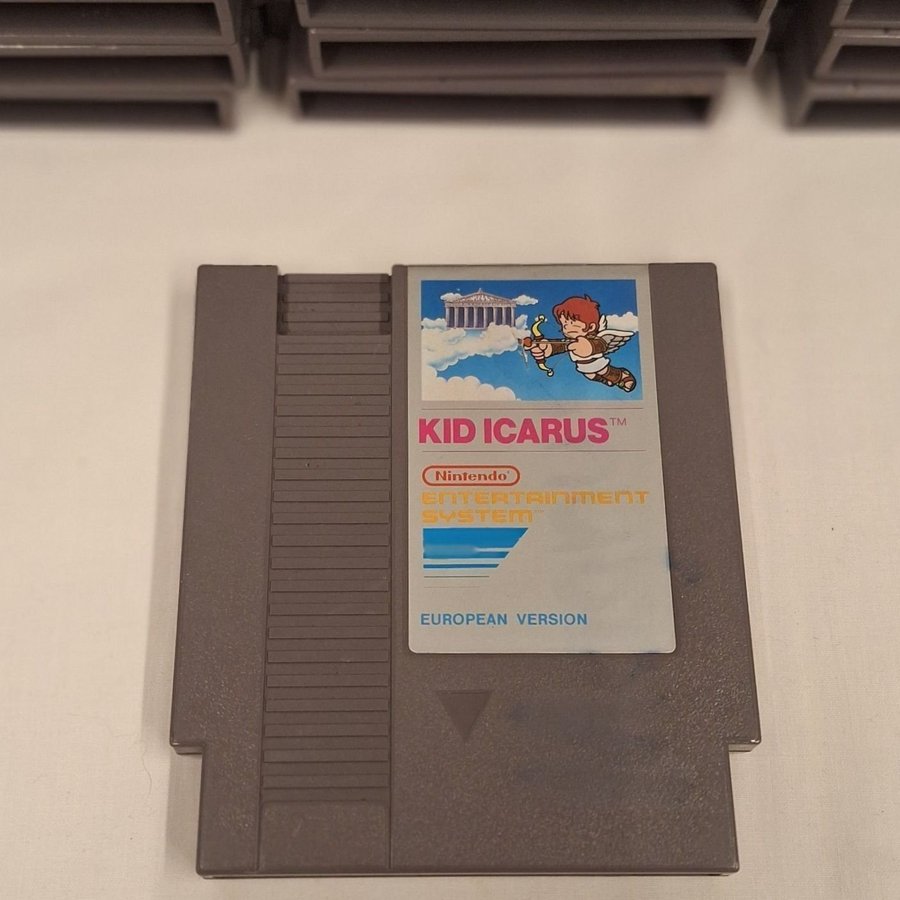 KID ICARUS™
Nintendo®
ENTERTAINMENT
SYSTEM™
EUROPEAN VERSION